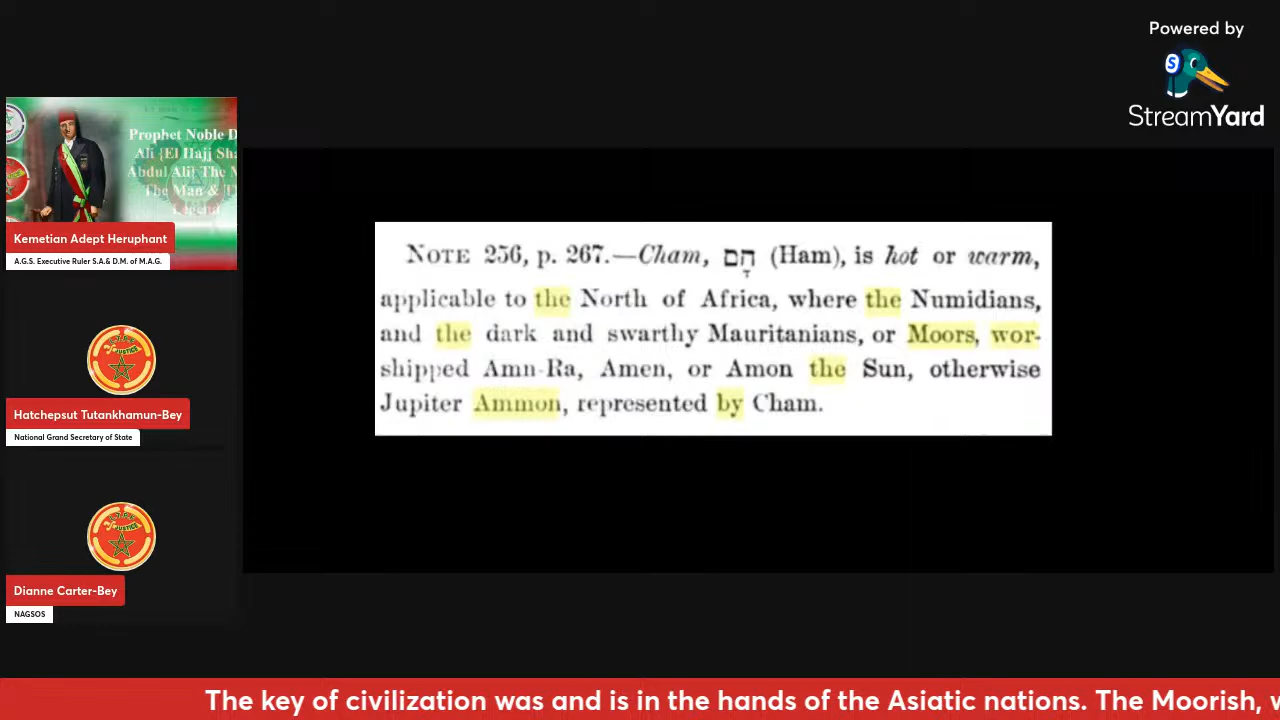 Powered by
StreamYard
Prophet Noble D
Ali {El Hajj Sha
Abdul Ali} The M
The Man & T
Legend
Kemetian Adept Heruphant
A.G.S. Executive Ruler S.A.& D.M. of M.A.G.
NOTE 256, p. 267.—Cham, חָם (Ham), is hot or warm,
applicable to the North of Africa, where the Numidians,
and the dark and swarthy Mauritanians, or Moors, wor-
shipped Amn-Ra, Amen, or Amon the Sun, otherwise
Jupiter Ammon, represented by Cham.
JUSTICE
Hatchepsut Tutankhamun-Bey
National Grand Secretary of State
JUSTICE
Dianne Carter-Bey
NAGSOS
The key of civilization was and is in the hands of the Asiatic nations. The Moorish, w